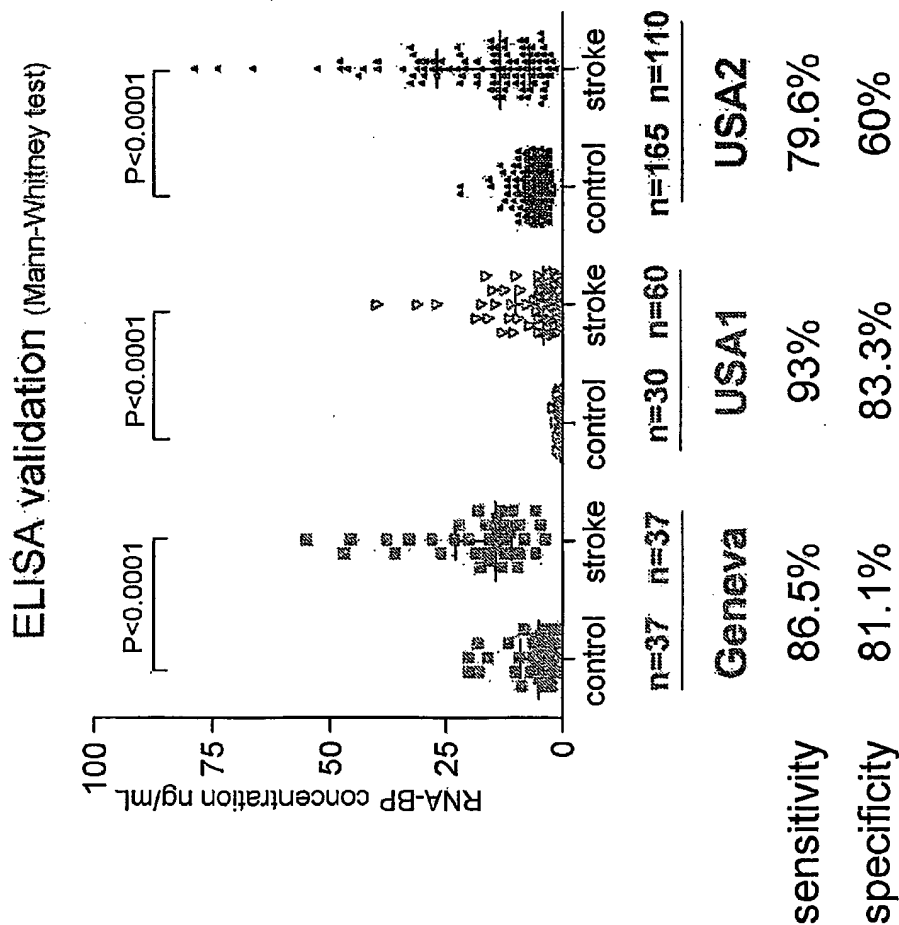 ELISA validation (Mann-Whitney test)
P<0.0001 P<0.0001 P<0.0001
100
75
50
25
0
RNA-BP
concentration ng/mL
control stroke control stroke control stroke
n=37 n=37 n=30 n=60 n=165 n=110
Geneva USA1 USA2
sensitivity 86.5% 93% 79.6%
specificity 81.1% 83.3% 60%